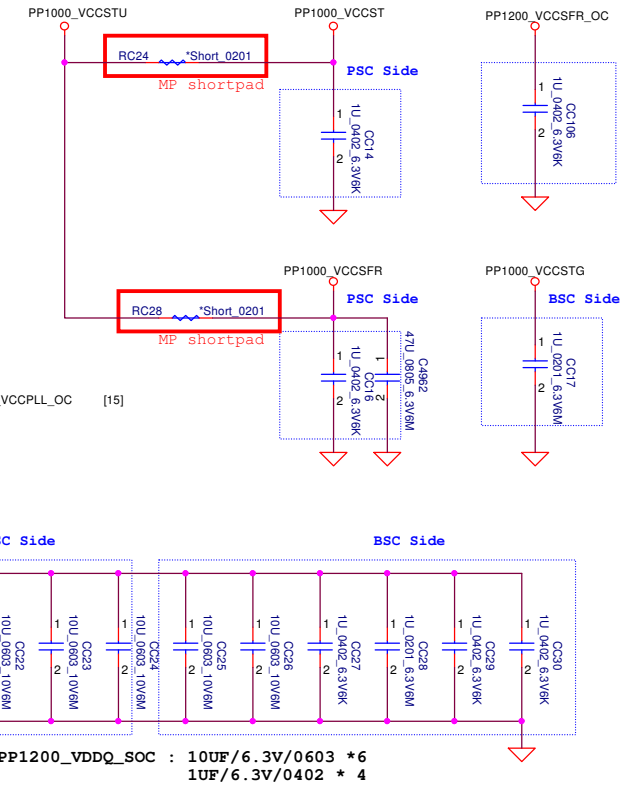 PP1000_VCCSTU
PP1000_VCCST
PP1200_VCCSFR_OC
RC24
*Short_0201
MP shortpad
PSC Side
1
2
CC14
1U_0402_6.3V6K
1
2
CC106
1U_0402_6.3V6K
PP1000_VCCSFR
PP1000_VCCSTG
RC28
*Short_0201
MP shortpad
PSC Side
BSC Side
1
2
CC16
1U_0402_6.3V6K
1
2
C4962
47U_0805_6.3V6M
1
2
CC17
1U_0201_6.3V6M
_VCCPLL_OC
[15]
SC Side
BSC Side
CC22
10U_0603_10V6M
1
2
CC23
10U_0603_10V6M
1
2
CC24
10U_0603_10V6M
1
2
CC25
10U_0603_10V6M
1
2
CC26
10U_0603_10V6M
1
2
CC27
1U_0402_6.3V6K
1
2
CC28
1U_0201_6.3V6M
1
2
CC29
1U_0402_6.3V6K
1
2
CC30
1U_0402_6.3V6K
PP1200_VDDQ_SOC : 10UF/6.3V/0603 *6
1UF/6.3V/0402 * 4